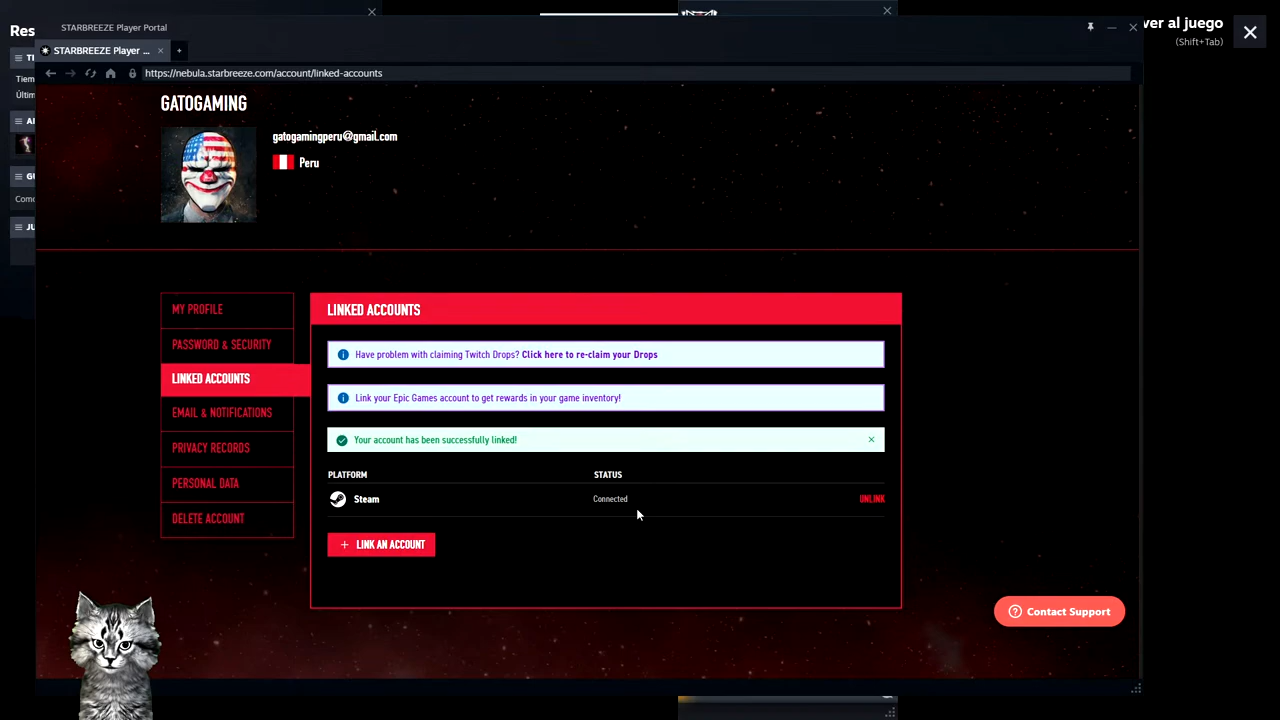 Res
ver al juego
(Shift+Tab)
STARBREEZE Player Portal
STARBREEZE Player ...
https://nebula.starbreeze.com/account/linked-accounts
Tiem
Últim
GATOGAMING
gatogamingperu@gmail.com
Peru
MY PROFILE
PASSWORD & SECURITY
LINKED ACCOUNTS
EMAIL & NOTIFICATIONS
PRIVACY RECORDS
PERSONAL DATA
DELETE ACCOUNT
LINKED ACCOUNTS
Have problem with claiming Twitch Drops? Click here to re-claim your Drops
Link your Epic Games account to get rewards in your game inventory!
Your account has been successfully linked!
PLATFORM STATUS
Steam Connected UNLINK
+ LINK AN ACCOUNT
Contact Support